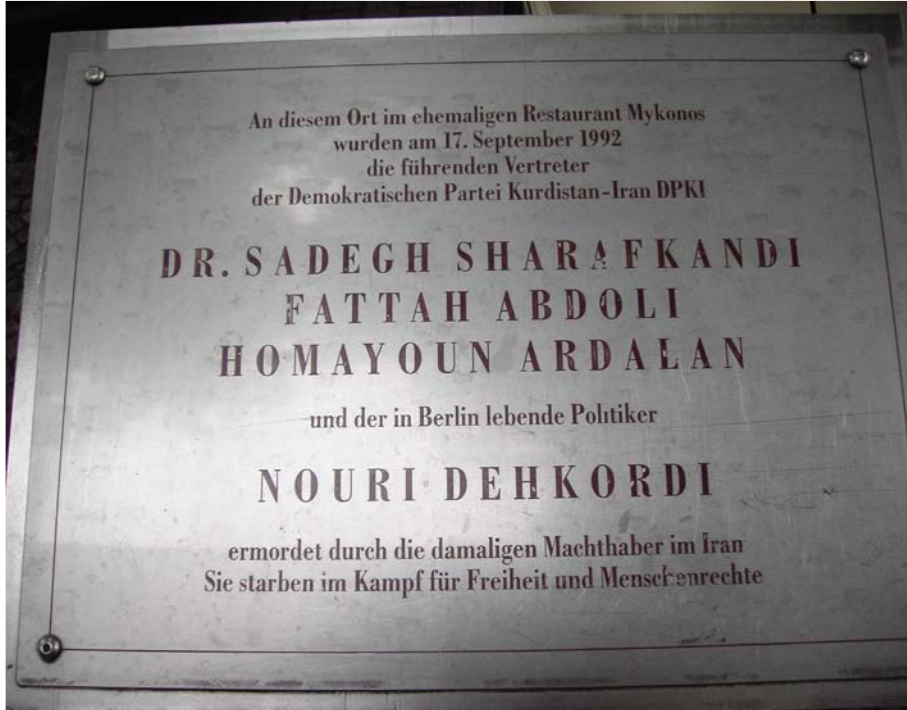 An diesem Ort im ehemaligen Restaurant Mykonos
wurden am 17. September 1992
die führenden Vertreter
der Demokratischen Partei Kurdistan-Iran DPKI
DR. SADEGH SHARAFKANDI
FATTAH ABDOLI
HOMAYOUN ARDALAN
und der in Berlin lebende Politiker
NOURI DEHKORDI
ermordet durch die damaligen Machthaber im Iran
Sie starben im Kampf für Freiheit und Menschenrechte